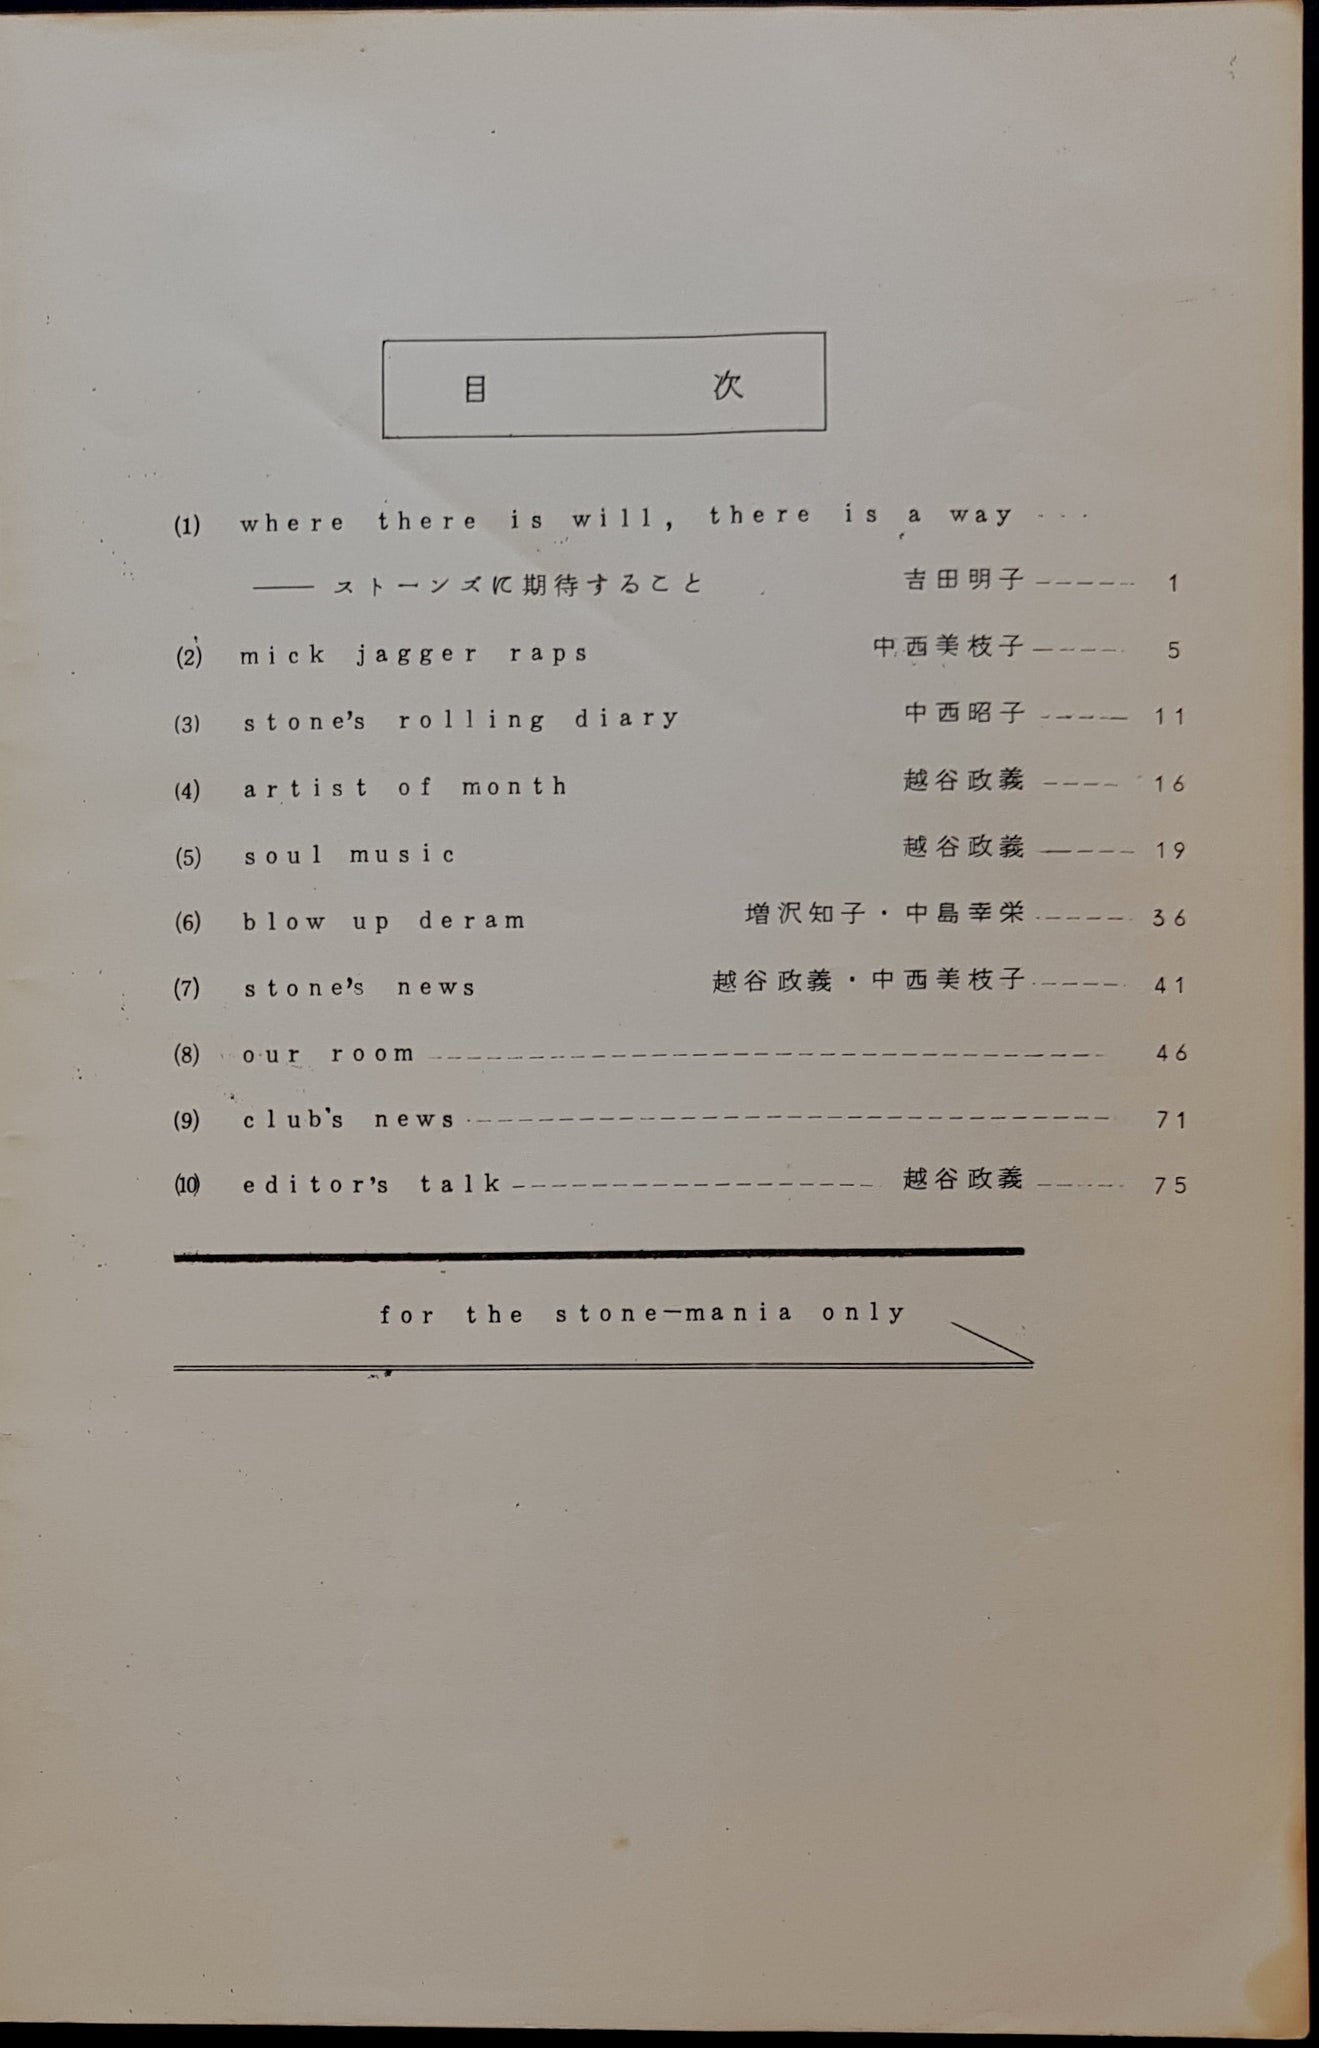 目 次
(1) where there is will, there is a way ----
—— ストーンズに期待すること 吉田明子 ----- 1
(2) mick jagger raps 中西美枝子 ----- 5
(3) stone's rolling diary 中西昭子 ----- 11
(4) artist of month 越谷政義 ---- 16
(5) soul music 越谷政義 ----- 19
(6) blow up deram 増沢知子・中島幸栄 ----- 36
(7) stone's news 越谷政義・中西美枝子 ----- 41
(8) our room -------------------------- 46
(9) club's news -------------------------- 71
(10) editor's talk --------------- 越谷政義 ----- 75
for the stone-mania only